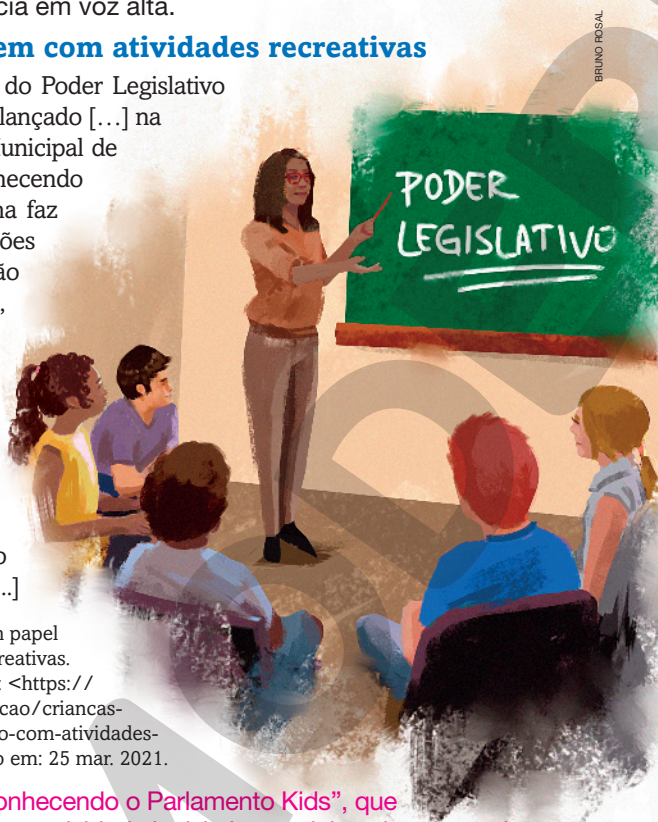 cia em voz alta.
em com atividades recreativas
do Poder Legislativo
lançado […] na
unicipal de
hecendo
na faz
ões
ão
,
o
...]
n papel
reativas.
: <https://
cao/criancas-
o-com-atividades-
o em: 25 mar. 2021.
BRUNO ROSAL
PODER
LEGISLATIVO
onhecendo o Parlamento Kids”, que